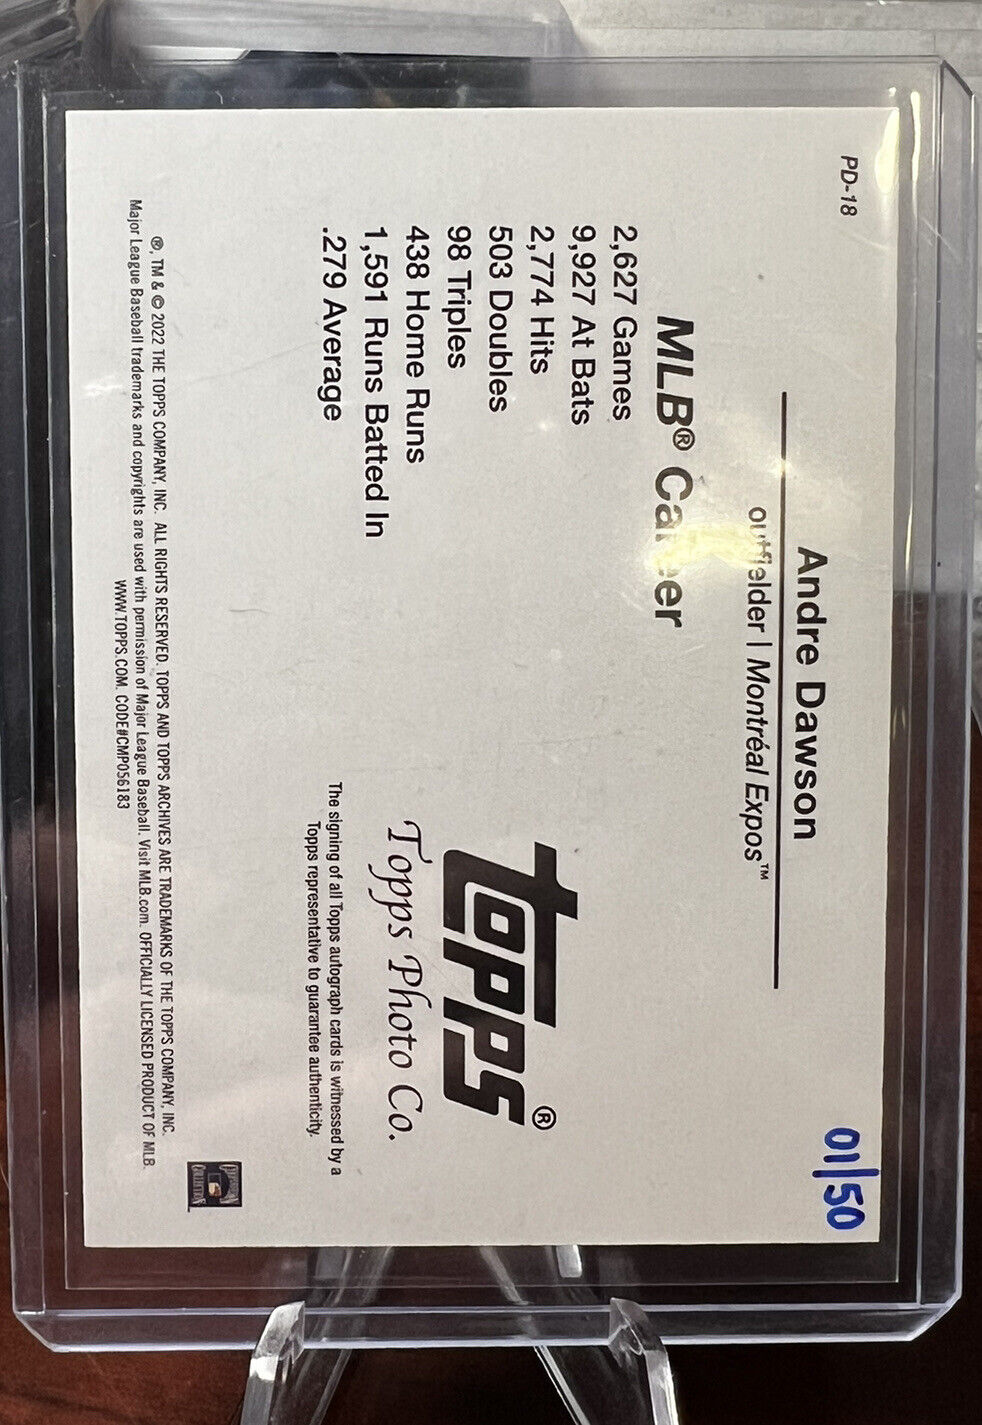 PD-18
01/50
Andre Dawson
outfielder | Montréal Expos™
MLB® Career
2,627 Games
9,927 At Bats
2,774 Hits
503 Doubles
98 Triples
438 Home Runs
1,591 Runs Batted In
.279 Average
topps®
Topps Photo Co.
The signing of all Topps autograph cards is witnessed by a
Topps representative to guarantee authenticity.
®, TM & © 2022 THE TOPPS COMPANY, INC. ALL RIGHTS RESERVED. TOPPS AND TOPPS ARCHIVES ARE TRADEMARKS OF THE TOPPS COMPANY, INC.
Major League Baseball trademarks and copyrights are used with permission of Major League Baseball. Visit MLB.com. OFFICIALLY LICENSED PRODUCT OF MLB.
WWW.TOPPS.COM. CODE#CMP056183
COOPERSTOWN
COLLECTION